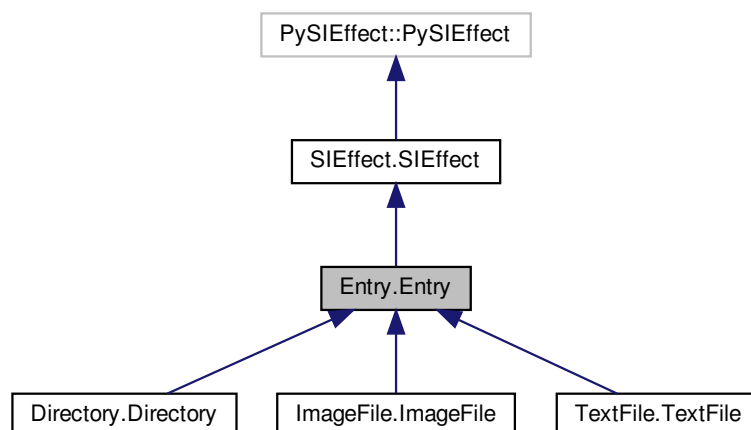 PySIEffect::PySIEffect
SIEffect.SIEffect
Entry.Entry
Directory.Directory
ImageFile.ImageFile
TextFile.TextFile